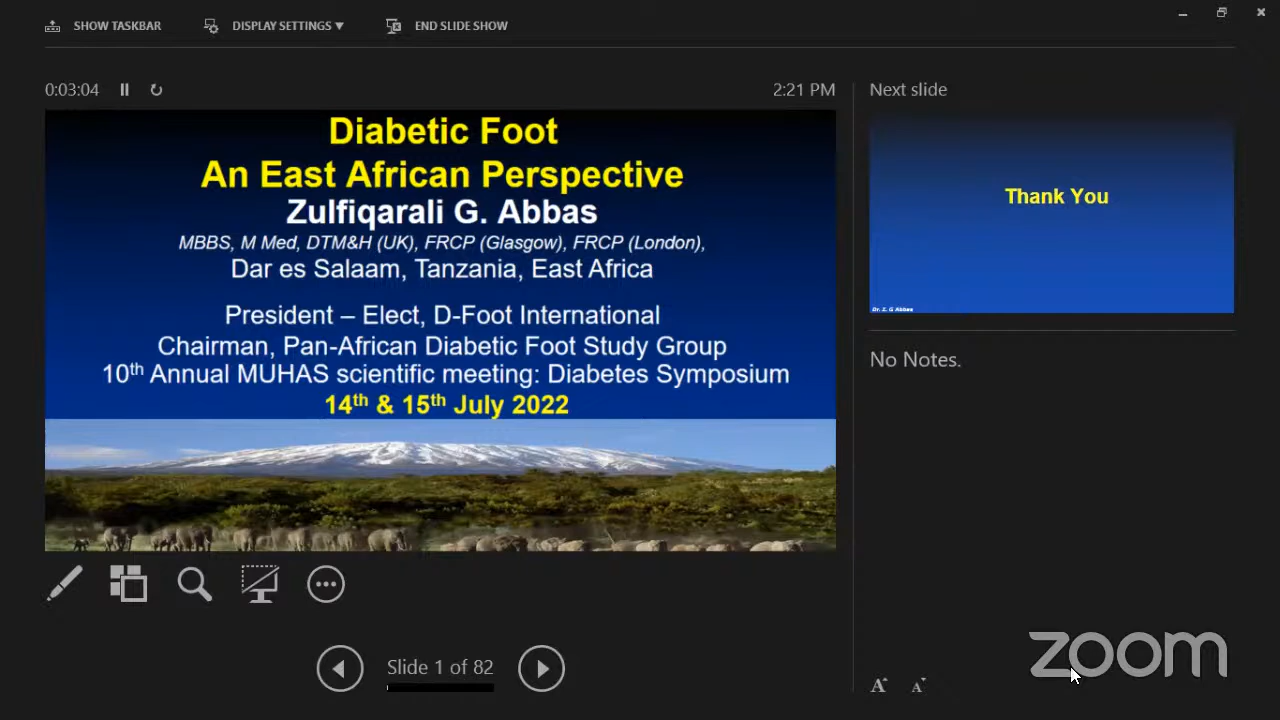 SHOW TASKBAR
DISPLAY SETTINGS ▼
END SLIDE SHOW
0:03:04
2:21 PM
Diabetic Foot
An East African Perspective
Zulfiqarali G. Abbas
MBBS, M Med, DTM&H (UK), FRCP (Glasgow), FRCP (London),
Dar es Salaam, Tanzania, East Africa
President – Elect, D-Foot International
Chairman, Pan-African Diabetic Foot Study Group
10th Annual MUHAS scientific meeting: Diabetes Symposium
14th & 15th July 2022
Slide 1 of 82
Next slide
Thank You
Dr. Z. G Abbas
No Notes.
A A
zoom